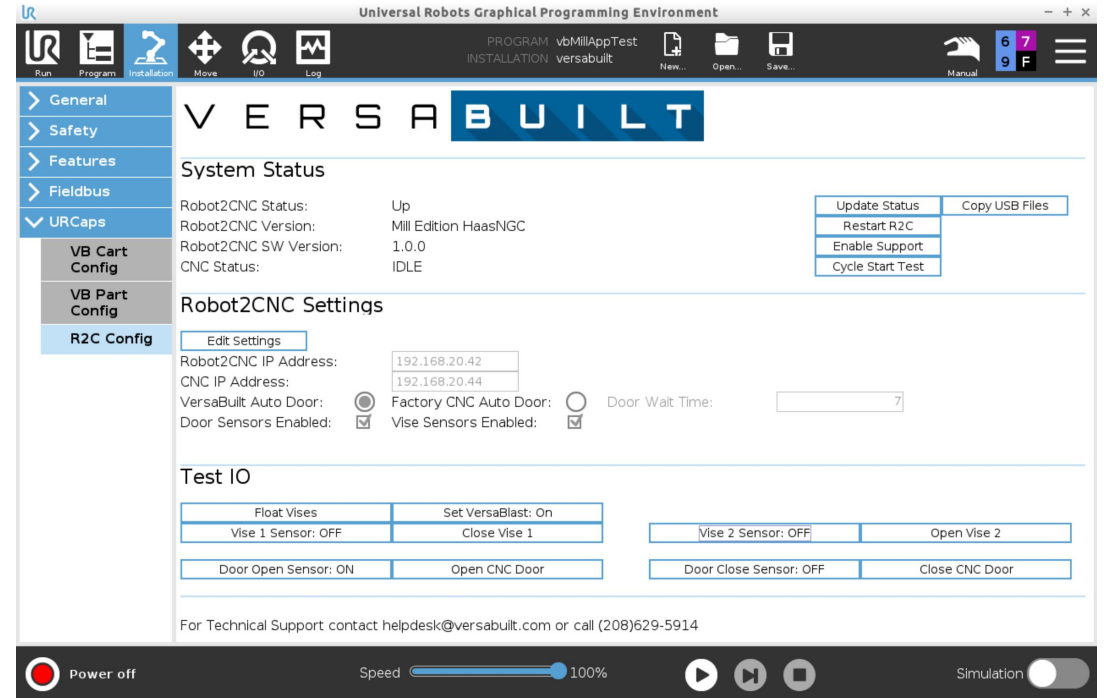 Universal Robots Graphical Programming Environment
UR
Run
Program
Installation
Move
I/O
Log
PROGRAM vbMillAppTest
INSTALLATION versabuilt
New...
Open...
Save...
Manual
6 7
9 F
General
Safety
Features
Fieldbus
URCaps
VB Cart
Config
VB Part
Config
R2C Config
VERSABUILT
System Status
Robot2CNC Status: Up
Robot2CNC Version: Mill Edition HaasNGC
Robot2CNC SW Version: 1.0.0
CNC Status: IDLE
Update Status Copy USB Files
Restart R2C
Enable Support
Cycle Start Test
Robot2CNC Settings
Edit Settings
Robot2CNC IP Address: 192.168.20.42
CNC IP Address: 192.168.20.44
VersaBuilt Auto Door: Factory CNC Auto Door: Door Wait Time: 7
Door Sensors Enabled: Vise Sensors Enabled:
Test IO
Float Vises Set VersaBlast: On
Vise 1 Sensor: OFF Close Vise 1 Vise 2 Sensor: OFF Open Vise 2
Door Open Sensor: ON Open CNC Door Door Close Sensor: OFF Close CNC Door
For Technical Support contact helpdesk@versabuilt.com or call (208)629-5914
Power off
Speed 100%
Simulation